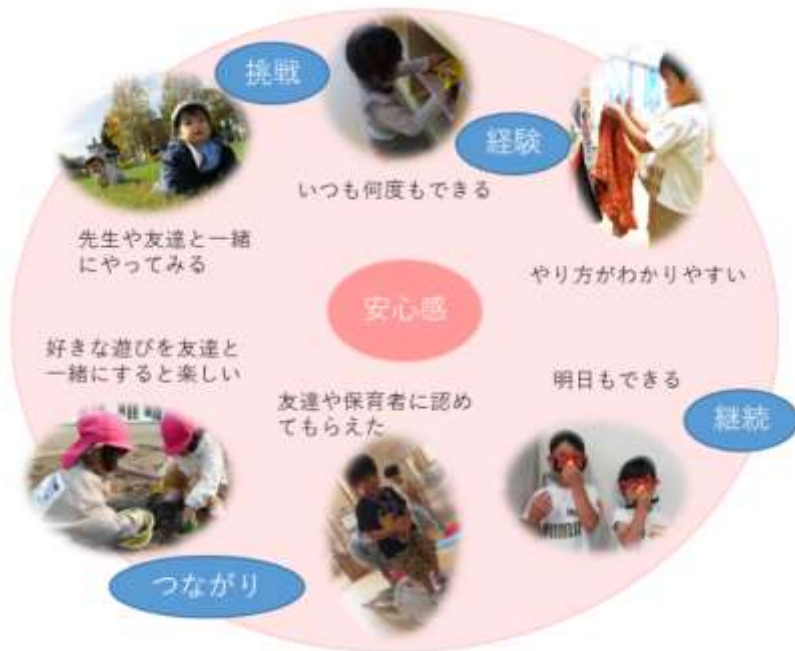 挑戦
経験
いつも何度もできる
先生や友達と一緒
にやってみる
やり方がわかりやすい
安心感
好きな遊びを友達と
一緒にすると楽しい
友達や保育者に認め
てもらえた
明日もできる
継続
つながり